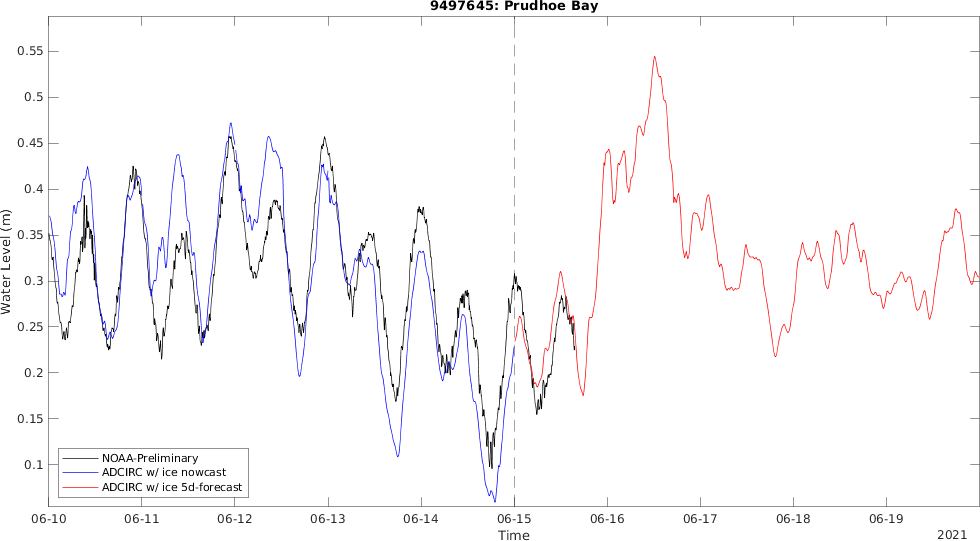 9497645: Prudhoe Bay
Water Level (m)
0.55
0.5
0.45
0.4
0.35
0.3
0.25
0.2
0.15
0.1
NOAA-Preliminary
ADCIRC w/ ice nowcast
ADCIRC w/ ice 5d-forecast
06-10 06-11 06-12 06-13 06-14 06-15 06-16 06-17 06-18 06-19
Time
2021